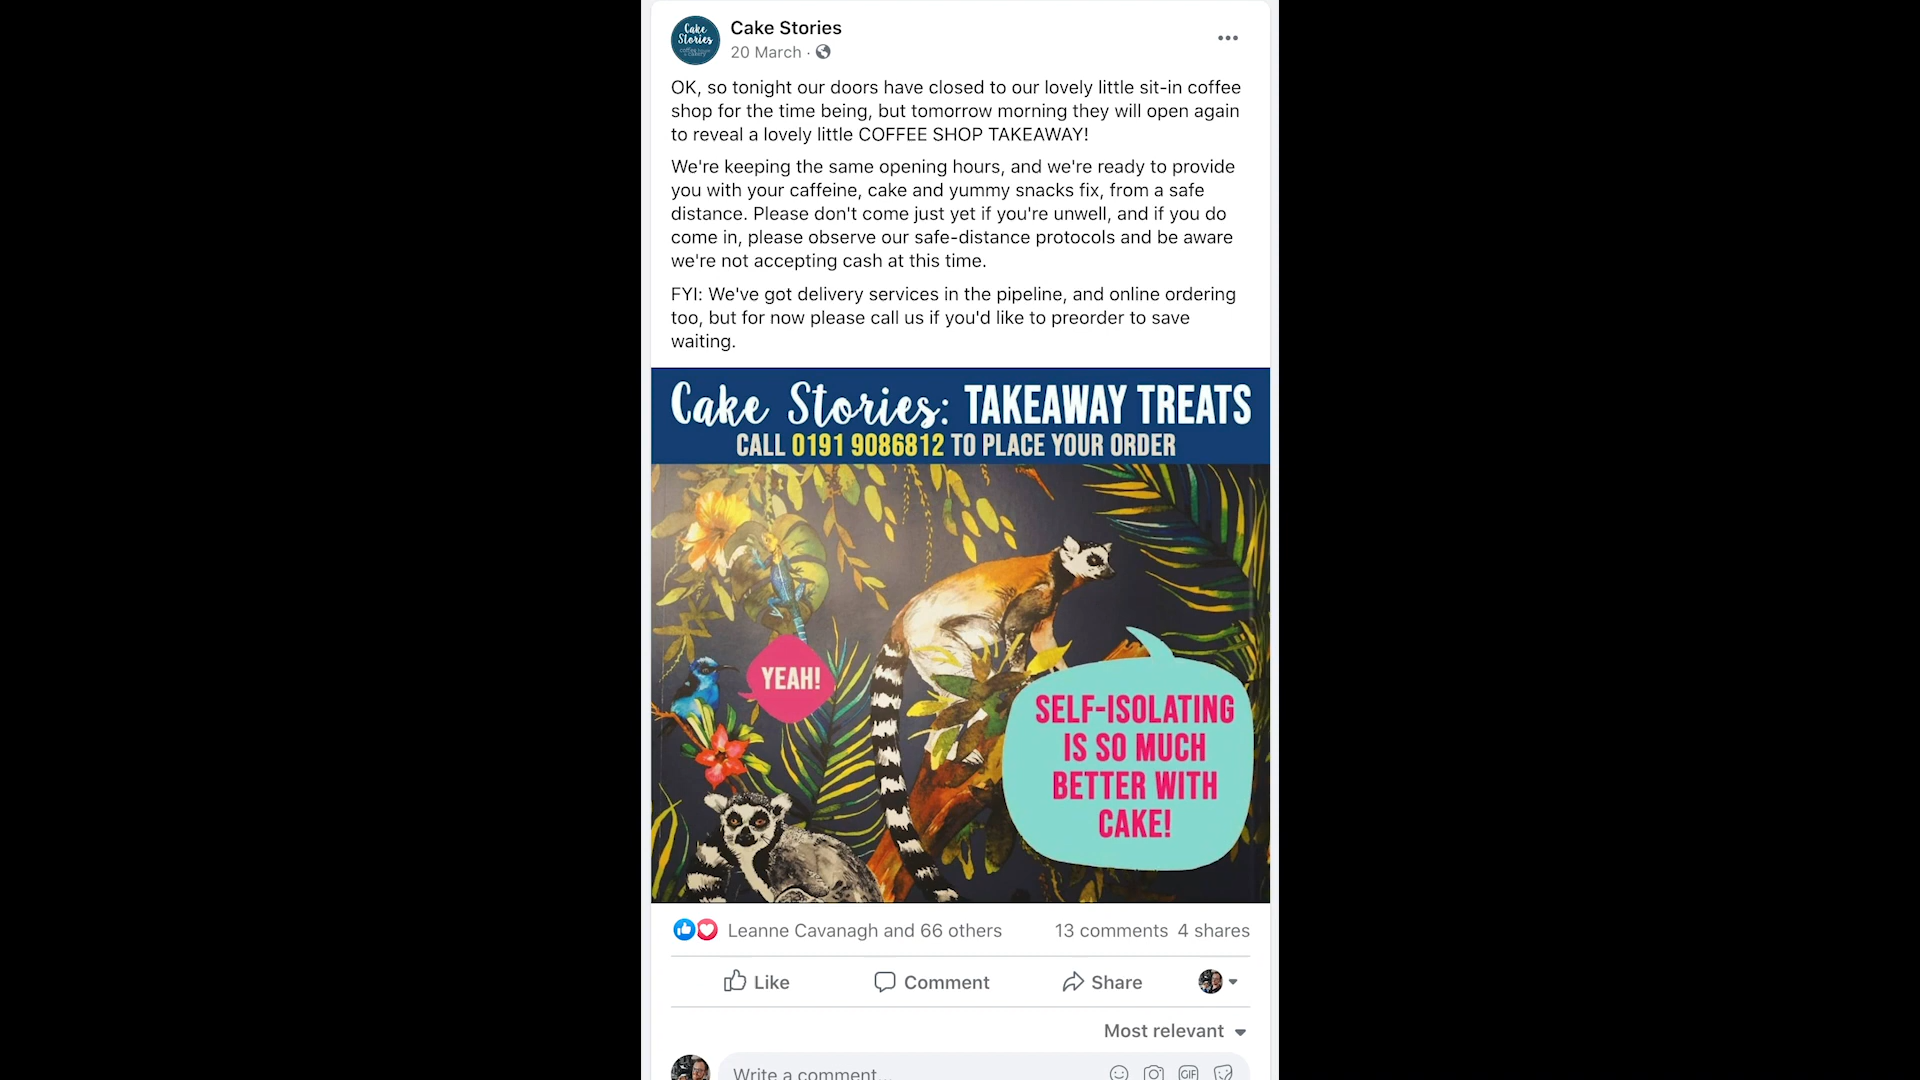 Cake Stories
Cake
Stories
20 March ·
OK, so tonight our doors have closed to our lovely little sit-in coffee
shop for the time being, but tomorrow morning they will open again
to reveal a lovely little COFFEE SHOP TAKEAWAY!
We're keeping the same opening hours, and we're ready to provide
you with your caffeine, cake and yummy snacks fix, from a safe
distance. Please don't come just yet if you're unwell, and if you do
come in, please observe our safe-distance protocols and be aware
we're not accepting cash at this time.
FYI: We've got delivery services in the pipeline, and online ordering
too, but for now please call us if you'd like to preorder to save
waiting.
Cake Stories: TAKEAWAY TREATS
CALL 0191 9086812 TO PLACE YOUR ORDER
YEAH!
SELF-ISOLATING
IS SO MUCH
BETTER WITH
CAKE!
Leanne Cavanagh and 66 others 13 comments 4 shares
Like Comment Share
Most relevant
Write a comment...
GIF